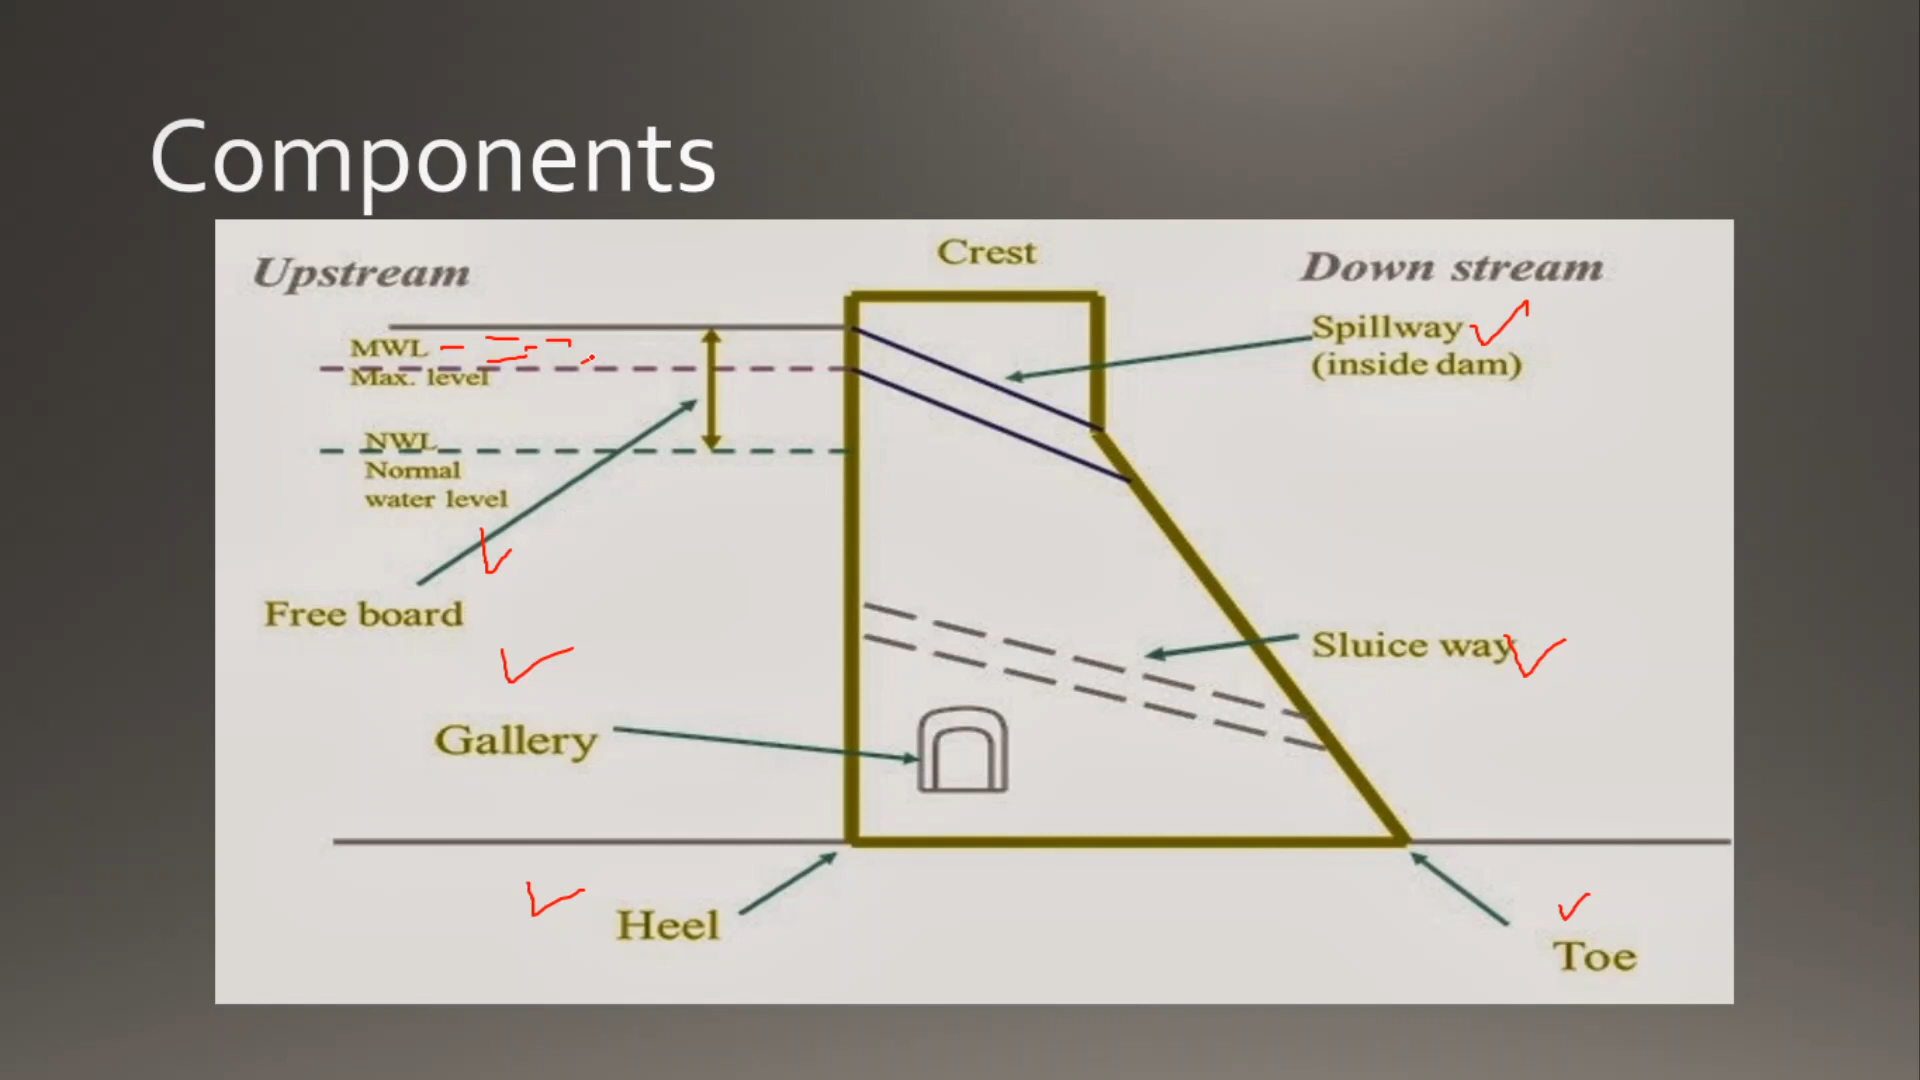 Components
Upstream
Crest
Down stream
MWL
Max. level
Spillway
(inside dam)
NWL
Normal
water level
Free board
Sluice way
Gallery
Heel
Toe